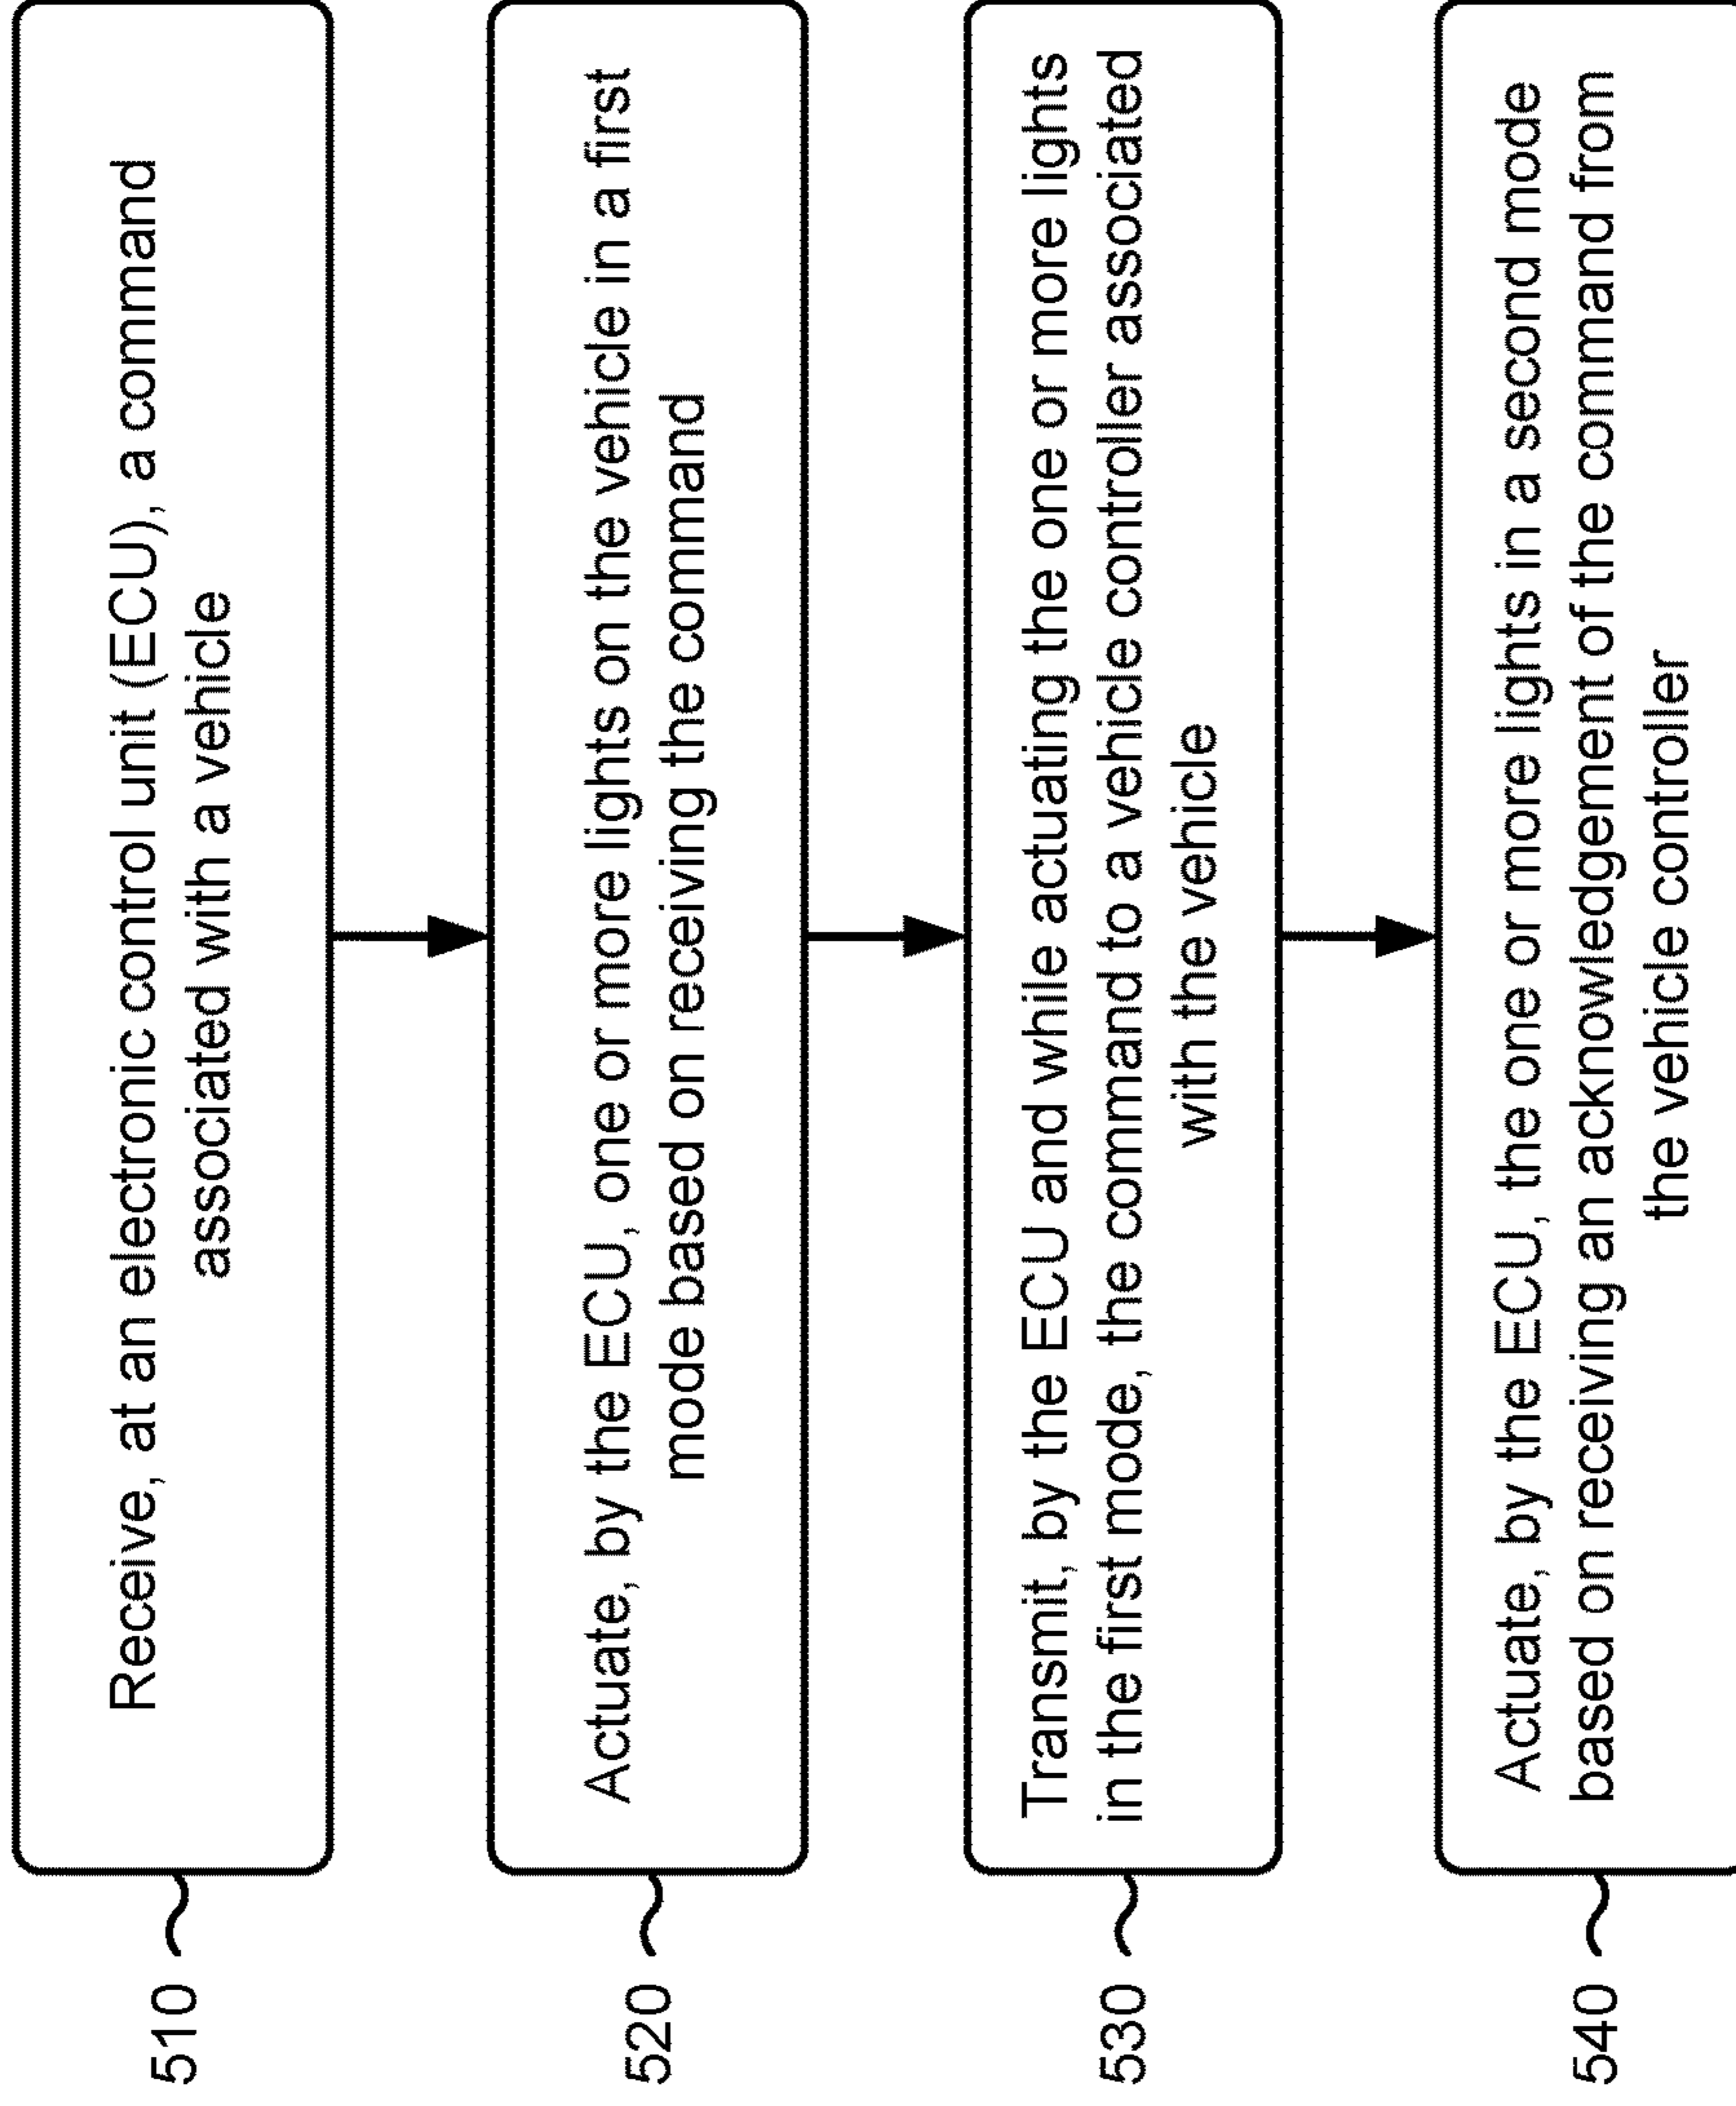 510
Receive, at an electronic control unit (ECU), a command
associated with a vehicle
520
Actuate, by the ECU, one or more lights on the vehicle in a first
mode based on receiving the command
530
Transmit, by the ECU and while actuating the one or more lights
in the first mode, the command to a vehicle controller associated
with the vehicle
540
Actuate, by the ECU, the one or more lights in a second mode
based on receiving an acknowledgement of the command from
the vehicle controller